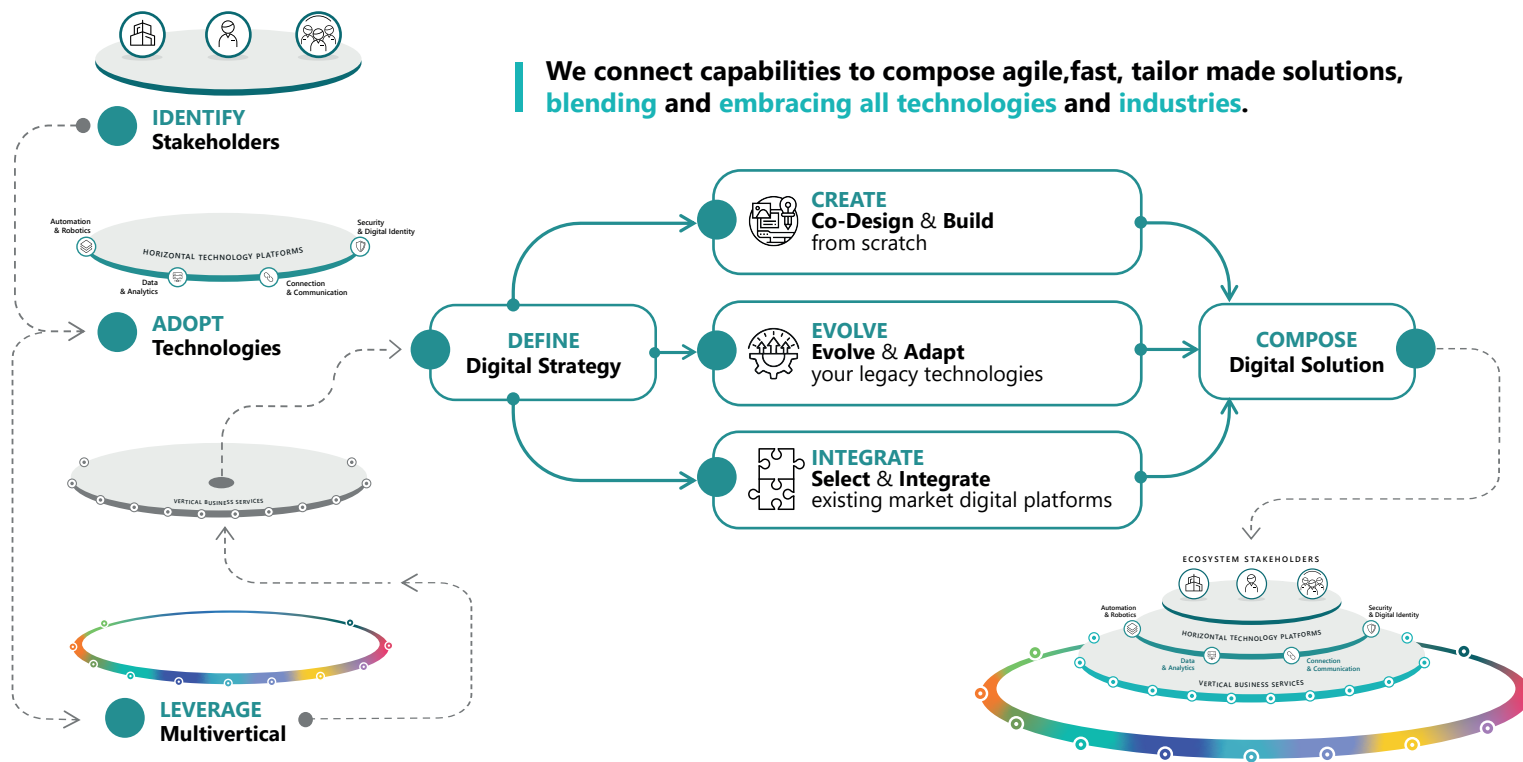 We connect capabilities to compose agile,fast, tailor made solutions,
blending and embracing all technologies and industries.
IDENTIFY
Stakeholders
Automation
& Robotics
Security
& Digital Identity
HORIZONTAL TECHNOLOGY PLATFORMS
Data
& Analytics
Connection
& Communication
ADOPT
Technologies
VERTICAL BUSINESS SERVICES
LEVERAGE
Multivertical
DEFINE
Digital Strategy
CREATE
Co-Design & Build
from scratch
EVOLVE
Evolve & Adapt
your legacy technologies
INTEGRATE
Select & Integrate
existing market digital platforms
COMPOSE
Digital Solution
ECOSYSTEM STAKEHOLDERS
Automation
& Robotics
Security
& Digital Identity
HORIZONTAL TECHNOLOGY PLATFORMS
Data
& Analytics
Connection
& Communication
VERTICAL BUSINESS SERVICES